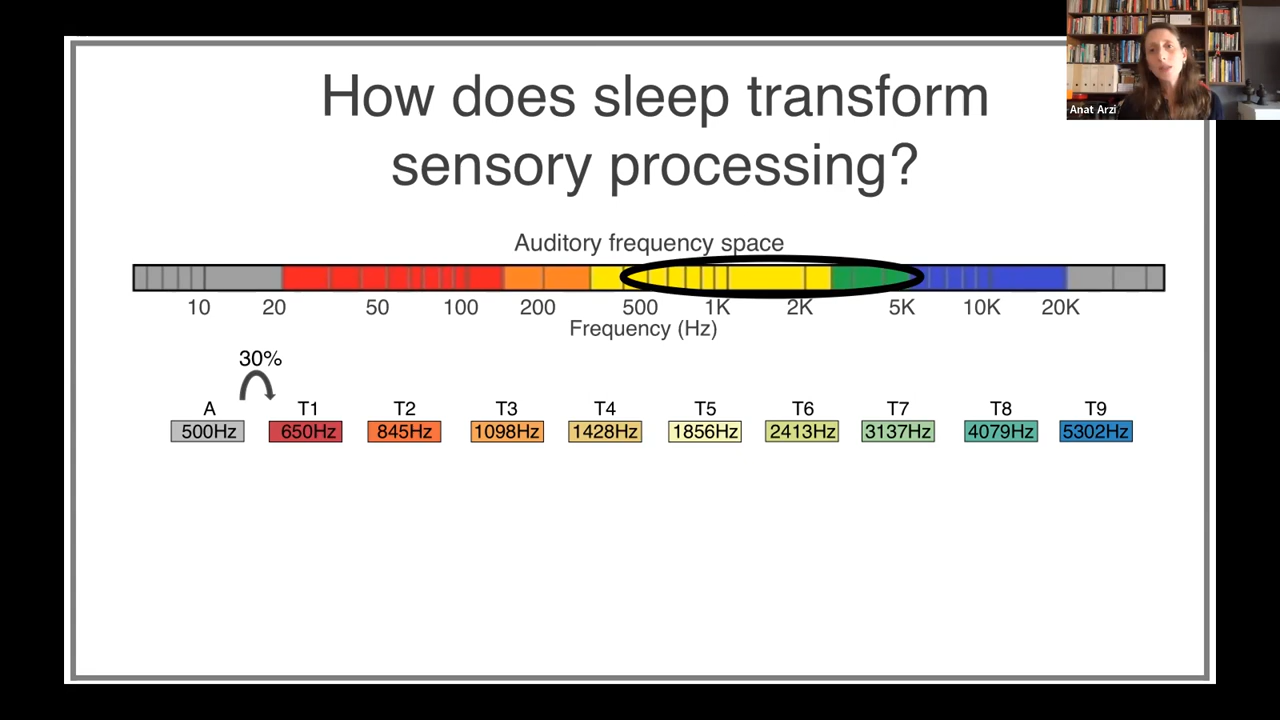 How does sleep transform
sensory processing?
Anat Arzi
Auditory frequency space
10 20 50 100 200 500 1K 2K 5K 10K 20K
Frequency (Hz)
30%
A T1 T2 T3 T4 T5 T6 T7 T8 T9
500Hz 650Hz 845Hz 1098Hz 1428Hz 1856Hz 2413Hz 3137Hz 4079Hz 5302Hz